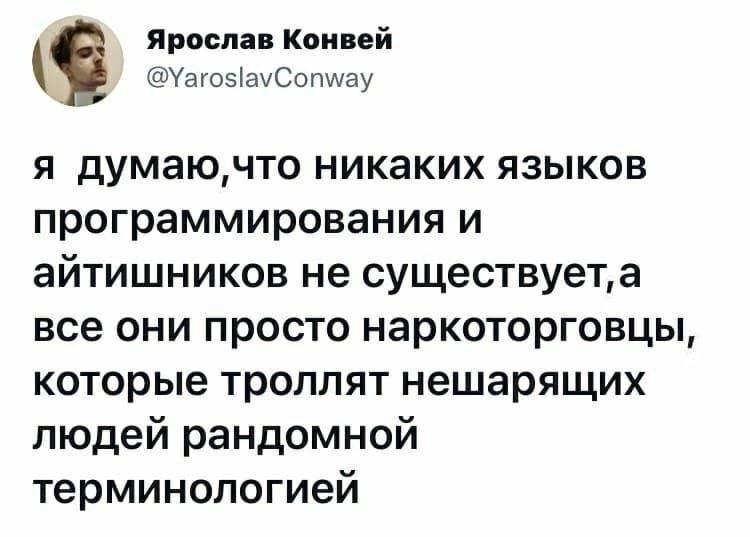 Ярослав Конвей
@YaroslavConway
я думаю,что никаких языков
программирования и
айтишников не существует,а
все они просто наркоторговцы,
которые троллят нешарящих
людей рандомной
терминологией